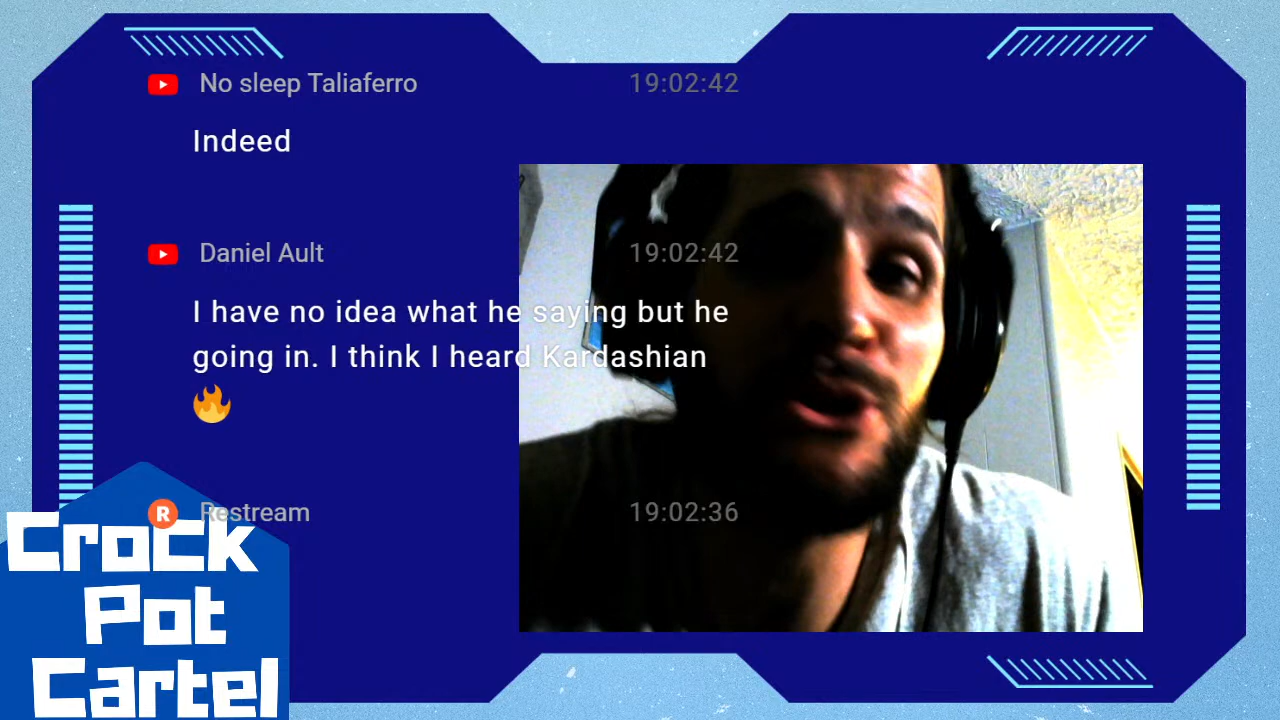 No sleep Taliaferro 19:02:42
Indeed
Daniel Ault 19:02:42
I have no idea what he saying but he
going in. I think I heard Kardashian
🔥
R Restream 19:02:36
Crock
Pot
Cartel